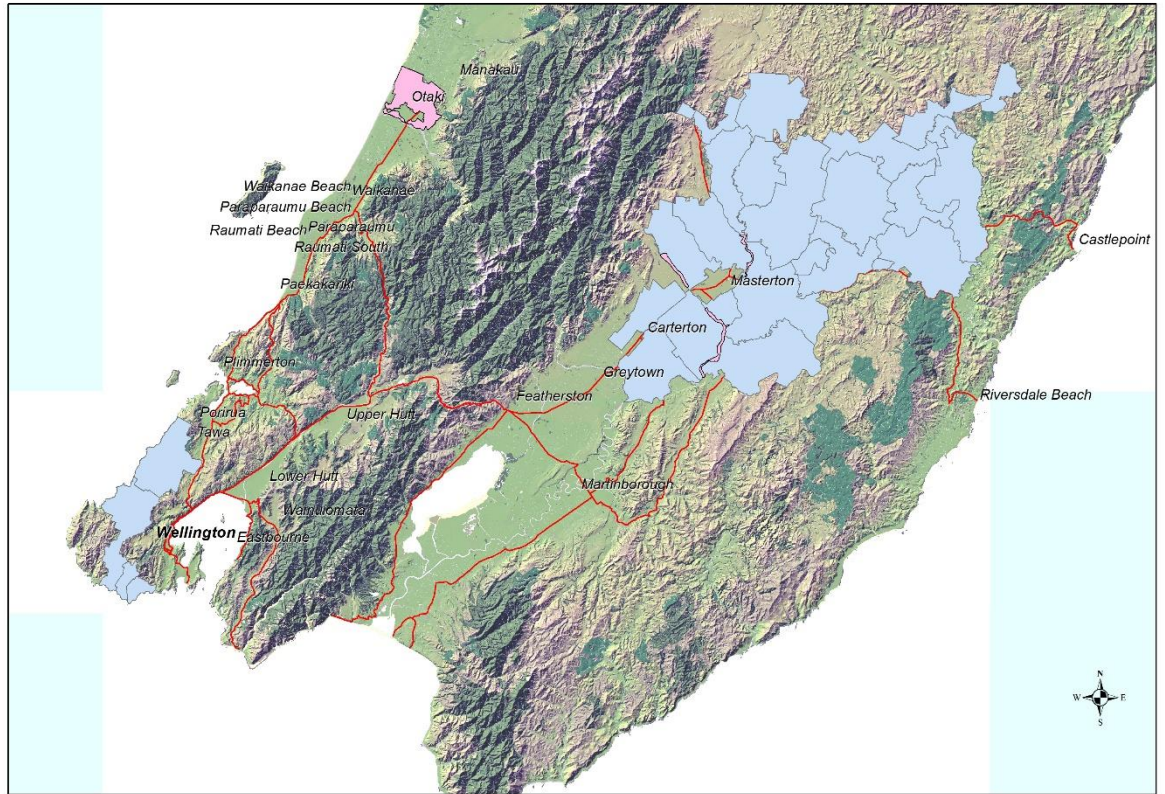 Manakau
Otaki
Waikanae Beach
Waikanae
Paraparaumu Beach
Raumati Beach
Paraparaumu
Raumati South
Castlepoint
Paekakariki
Masterton
Carterton
Plimmerton
Greytown
Featherston
Riversdale Beach
Porirua
Upper Hutt
Tawa
Lower Hutt
Martinborough
Wainuiomata
Wellington
Eastbourne
N
W
E
S